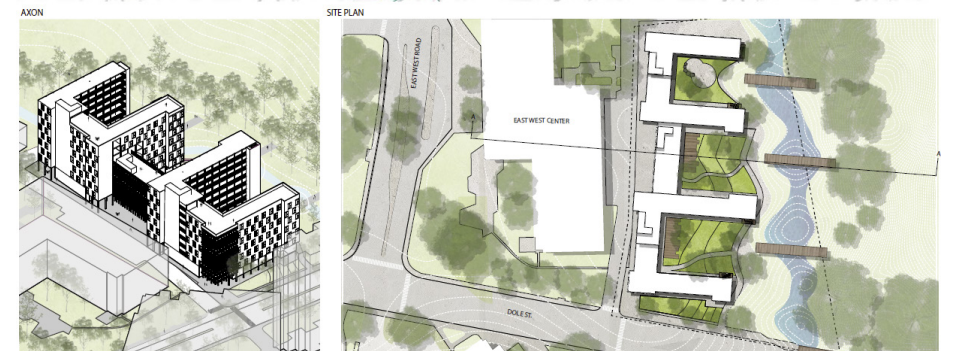 AXON
SITE PLAN
EAST WEST ROAD
EAST WEST CENTER
A
A
DOLE ST.